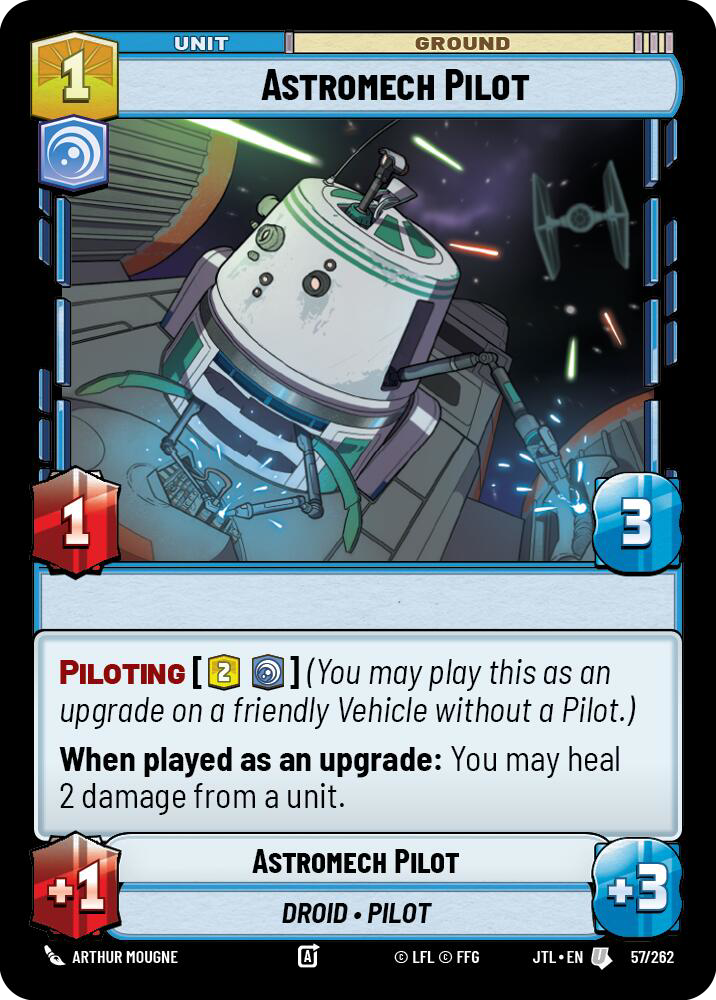 UNIT
GROUND
1
ASTROMECH PILOT
1
3
PILOTING [2] (You may play this as an
upgrade on a friendly Vehicle without a Pilot.)
When played as an upgrade: You may heal
2 damage from a unit.
+1
ASTROMECH PILOT
+3
DROID • PILOT
ARTHUR MOUGNE
A
© LFL © FFG
JTL • EN
U
57/262